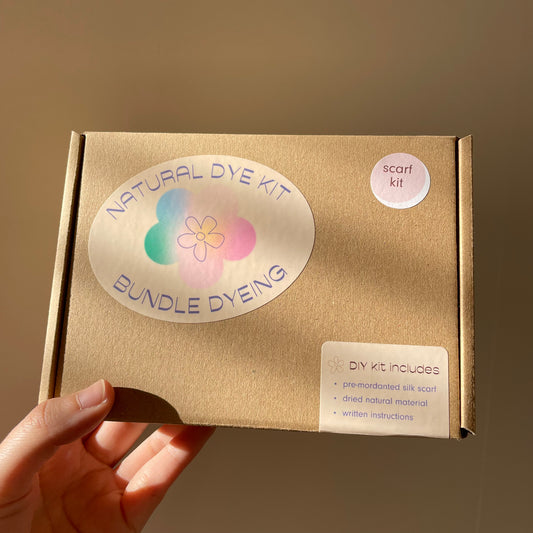 NATURAL DYE KIT
BUNDLE DYEING
scarf
kit
DIY kit includes
• pre-mordanted silk scarf
• dried natural material
• written instructions